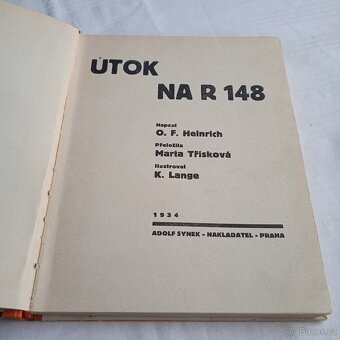 ÚTOK
NA R 148
Napsal
O. F. Heinrich
Přeložila
Marta Třísková
Ilustroval
K. Lange
1934
ADOLF SYNEK - NAKLADATEL - PRAHA